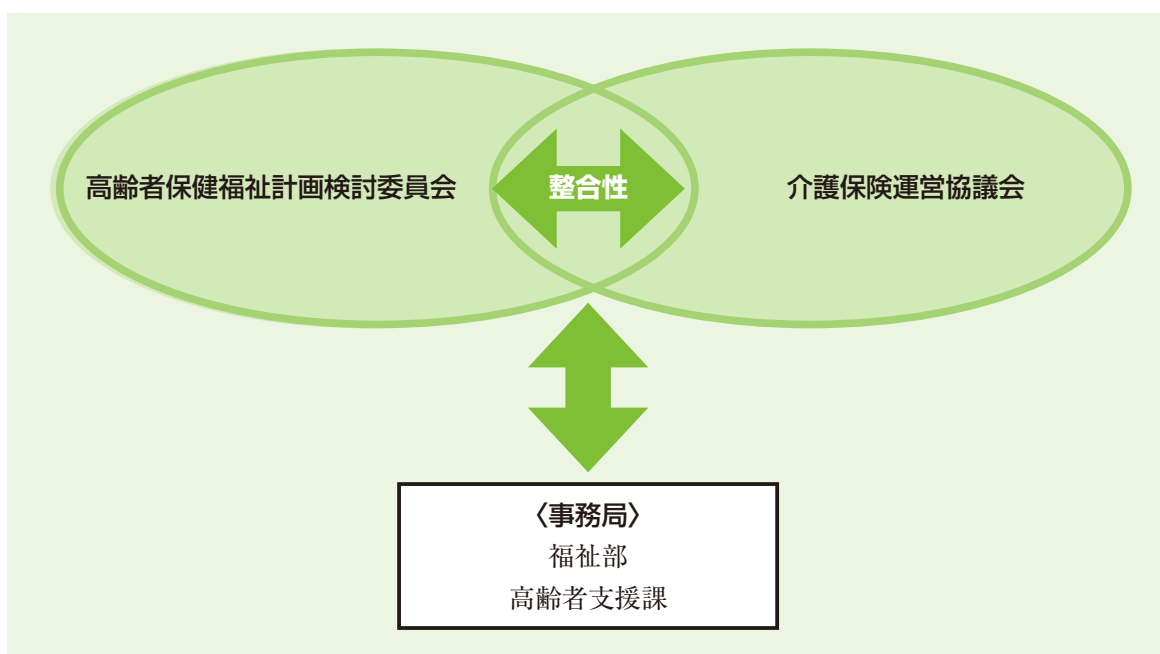 高齢者保健福祉計画検討委員会
整合性
介護保険運営協議会
〈事務局〉
福祉部
高齢者支援課